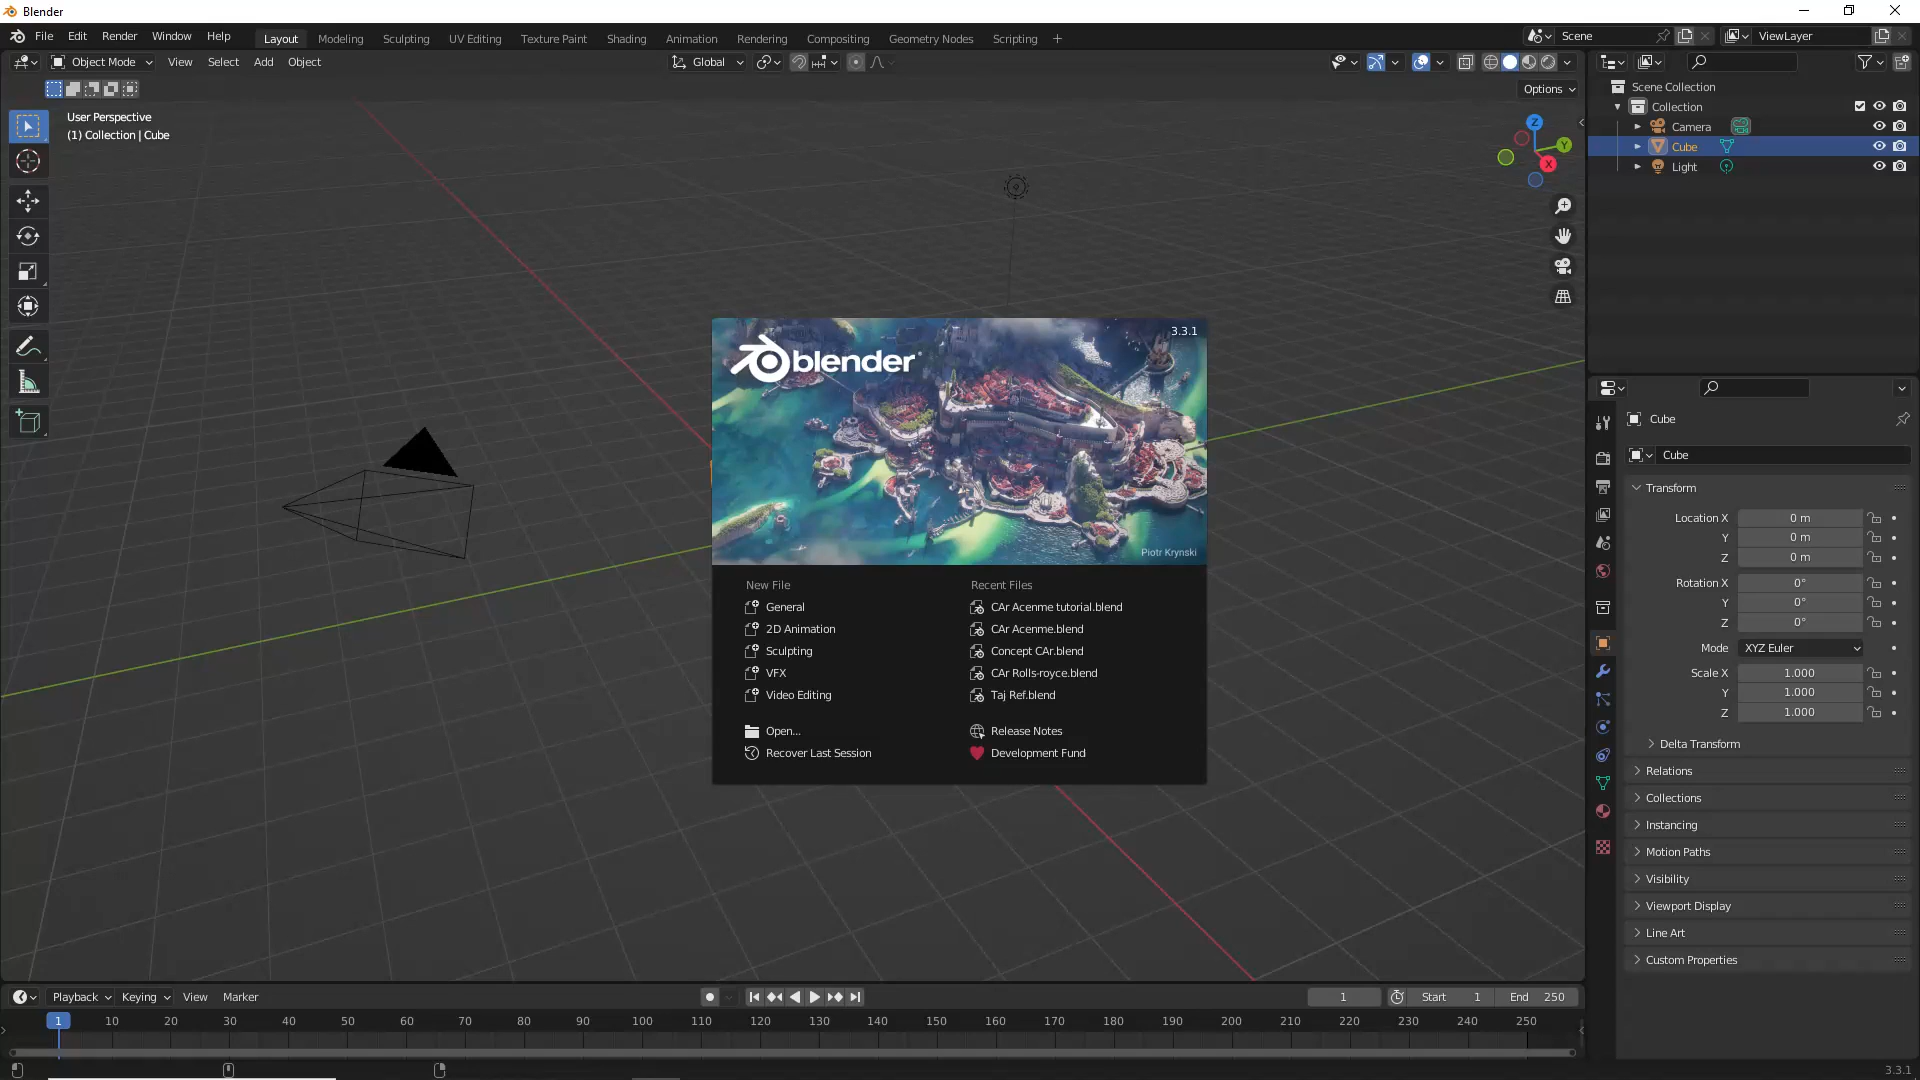 Blender
File Edit Render Window Help
Layout Modeling Sculpting UV Editing Texture Paint Shading Animation Rendering Compositing Geometry Nodes Scripting +
Scene
ViewLayer
Object Mode View Select Add Object
Global
Options
User Perspective
(1) Collection | Cube
Z
Y
X
Scene Collection
Collection
Camera
Cube
Light
3.3.1
blender
Piotr Krynski
New File
General
2D Animation
Sculpting
VFX
Video Editing
Open...
Recover Last Session
Recent Files
CAr Acenme tutorial.blend
CAr Acenme.blend
Concept CAr.blend
CAr Rolls-royce.blend
Taj Ref.blend
Release Notes
Development Fund
Cube
Cube
Transform
Location X 0 m
Y 0 m
Z 0 m
Rotation X 0°
Y 0°
Z 0°
Mode XYZ Euler
Scale X 1.000
Y 1.000
Z 1.000
Delta Transform
Relations
Collections
Instancing
Motion Paths
Visibility
Viewport Display
Line Art
Custom Properties
Playback Keying View Marker
1 Start 1 End 250
1 10 20 30 40 50 60 70 80 90 100 110 120 130 140 150 160 170 180 190 200 210 220 230 240 250
3.3.1